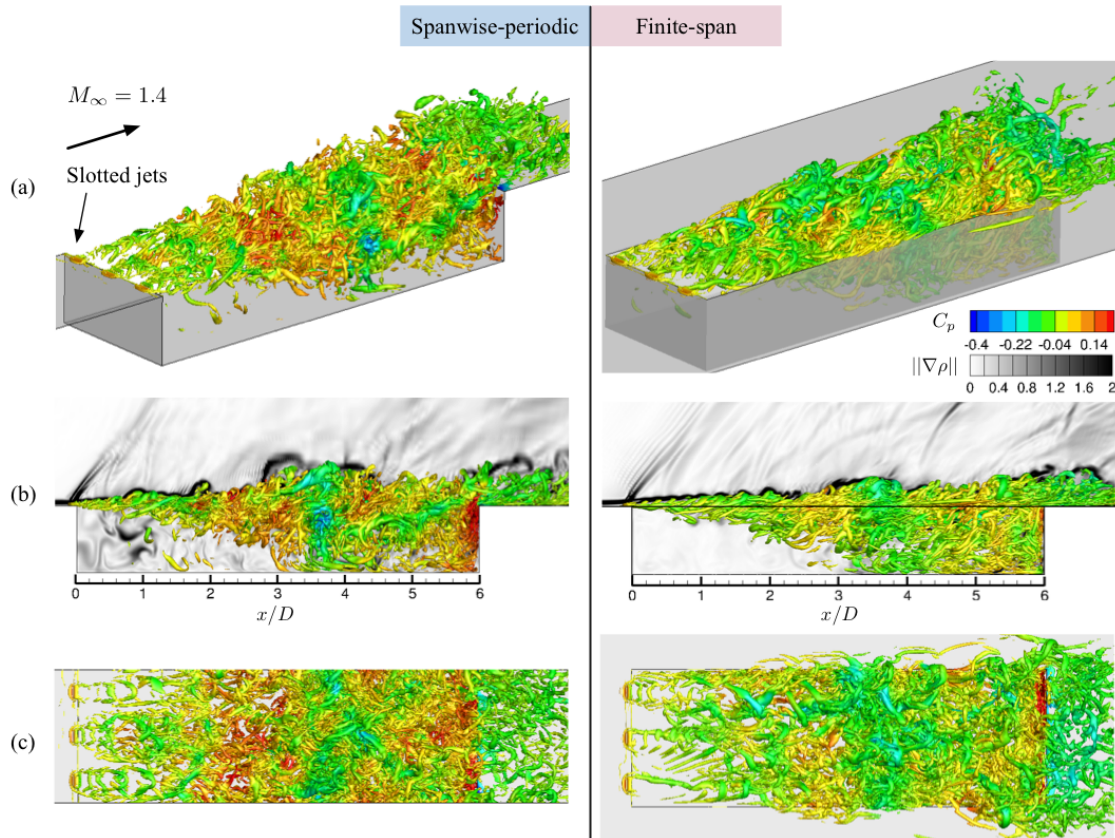 Spanwise-periodic Finite-span
M∞ = 1.4
Slotted jets
(a)
C_p
-0.4 -0.22 -0.04 0.14
||∇ρ||
0 0.4 0.8 1.2 1.6 2
(b)
0 1 2 3 4 5 6
x/D
0 1 2 3 4 5 6
x/D
(c)